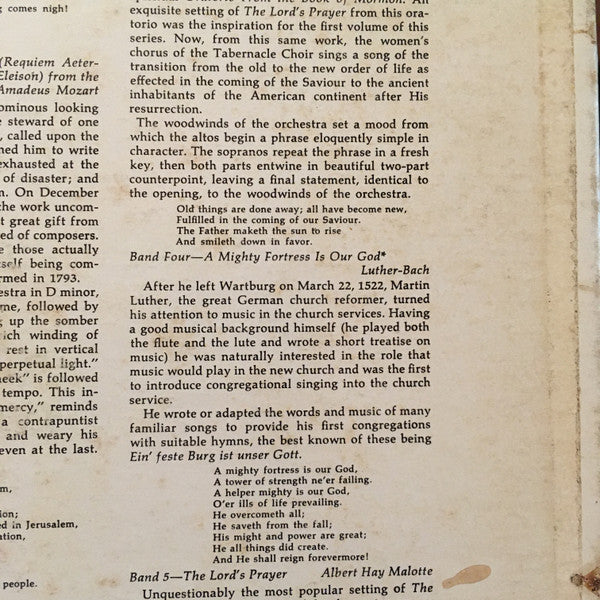 g comes night!
(Requiem Aeter-
Eleison) from the
Amadeus Mozart
ominous looking
e steward of one
, called upon the
ned him to write
exhausted at the
of disaster; and
m. On December
the work uncom-
t great gift from
ed of composers.
e those actually
self being com-
rmed in 1793.
estra in D minor,
ne, followed by
g up the somber
ich winding of
rest in vertical
perpetual light."
heek" is followed
tempo. This in-
mercy," reminds
a contrapuntist
and weary his
even at the last.
m,
ion;
ed in Jerusalem,
ation,
people.
Oratorio From the Book of Mormon. An
exquisite setting of The Lord's Prayer from this ora-
torio was the inspiration for the first volume of this
series. Now, from this same work, the women's
chorus of the Tabernacle Choir sings a song of the
transition from the old to the new order of life as
effected in the coming of the Saviour to the ancient
inhabitants of the American continent after His
resurrection.
The woodwinds of the orchestra set a mood from
which the altos begin a phrase eloquently simple in
character. The sopranos repeat the phrase in a fresh
key, then both parts entwine in beautiful two-part
counterpoint, leaving a final statement, identical to
the opening, to the woodwinds of the orchestra.
Old things are done away; all have become new,
Fulfilled in the coming of our Saviour.
The Father maketh the sun to rise
And smileth down in favor.
Band Four—A Mighty Fortress Is Our God*
Luther-Bach
After he left Wartburg on March 22, 1522, Martin
Luther, the great German church reformer, turned
his attention to music in the church services. Having
a good musical background himself (he played both
the flute and the lute and wrote a short treatise on
music) he was naturally interested in the role that
music would play in the new church and was the first
to introduce congregational singing into the church
service.
He wrote or adapted the words and music of many
familiar songs to provide his first congregations
with suitable hymns, the best known of these being
Ein' feste Burg ist unser Gott.
A mighty fortress is our God,
A tower of strength ne'er failing.
A helper mighty is our God,
O'er ills of life prevailing.
He overcometh all;
He saveth from the fall;
His might and power are great;
He all things did create.
And He shall reign forevermore!
Band 5—The Lord's Prayer Albert Hay Malotte
Unquestionably the most popular setting of The